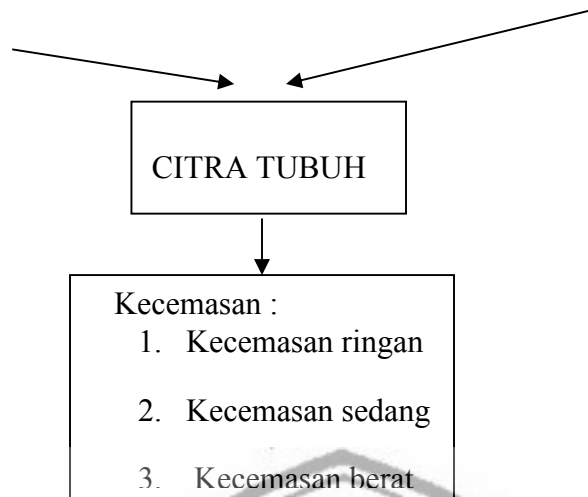 CITRA TUBUH
Kecemasan :
1. Kecemasan ringan
2. Kecemasan sedang
3. Kecemasan berat